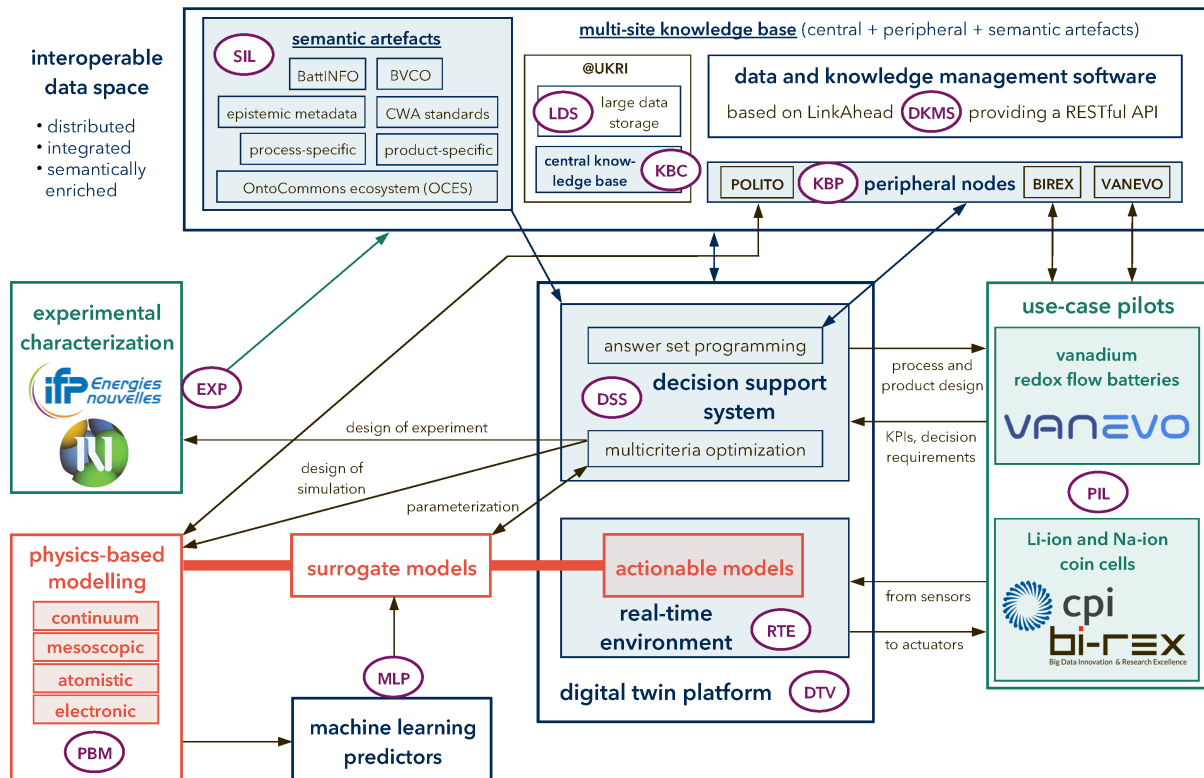 interoperable
data space
• distributed
• integrated
• semantically
enriched
multi-site knowledge base (central + peripheral + semantic artefacts)
semantic artefacts
SIL
BattINFO
BVCO
epistemic metadata
CWA standards
process-specific
product-specific
OntoCommons ecosystem (OCES)
@UKRI
LDS
large data
storage
central know-
ledge base
KBC
data and knowledge management software
based on LinkAhead DKMS providing a RESTful API
POLITO
KBP
peripheral nodes
BIREX
VANEVO
experimental
characterization
ifp Energies
nouvelles
EXP
design of experiment
design of
simulation
parameterization
answer set programming
DSS
decision support
system
multicriteria optimization
process and
product design
KPIs, decision
requirements
use-case pilots
vanadium
redox flow batteries
VANEVO
PIL
Li-ion and Na-ion
coin cells
cpi
bi-rex
Big Data Innovation & Research Excellence
from sensors
to actuators
physics-based
modelling
continuum
mesoscopic
atomistic
electronic
PBM
surrogate models
MLP
machine learning
predictors
actionable models
real-time
environment
RTE
digital twin platform
DTV